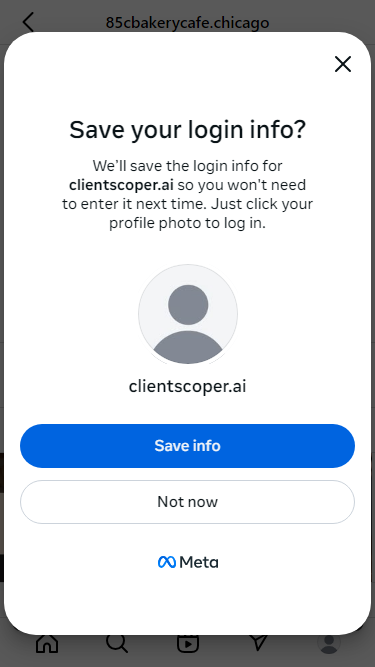 85cbakerycafe.chicago
Save your login info?
We'll save the login info for
clientscoper.ai so you won't need
to enter it next time. Just click your
profile photo to log in.
clientscoper.ai
Save info
Not now
Meta